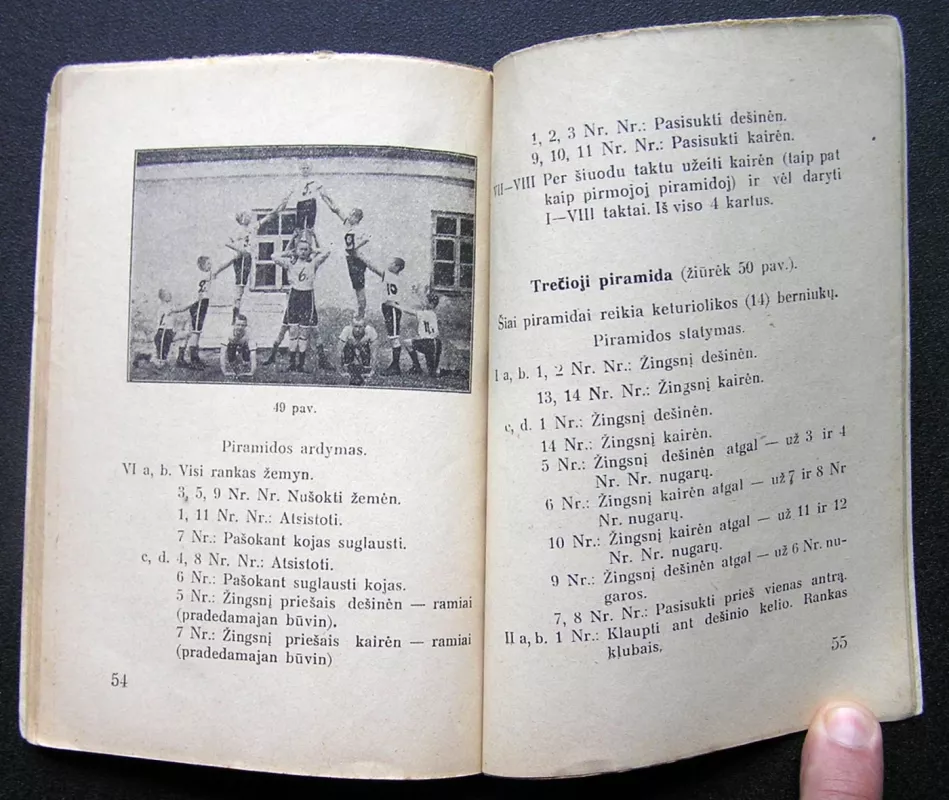 49 pav.
Piramidos ardymas.
VI a, b. Visi rankas žemyn.
3, 5, 9 Nr. Nr. Nušokti žemėn.
1, 11 Nr. Nr.: Atsistoti.
7 Nr.: Pašokant kojas suglausti.
c, d. 4, 8 Nr. Nr.: Atsistoti.
6 Nr.: Pašokant suglausti kojas.
5 Nr.: Žingsnį priešais dešinėn — ramiai
(pradedamajan būvin).
7 Nr.: Žingsnį priešais kairėn — ramiai
(pradedamajan būvin)
54
1, 2, 3 Nr. Nr.: Pasisukti dešinėn.
9, 10, 11 Nr. Nr.: Pasisukti kairėn.
VII—VIII Per šiuodu taktu užeiti kairėn (taip pat
kaip pirmojoj piramidoj) ir vėl daryti
I—VIII taktai. Iš viso 4 kartus.
Trečioji piramida (žiūrėk 50 pav.).
Šiai piramidai reikia keturiolikos (14) berniukų.
Piramidos statymas.
I a, b. 1, 2 Nr. Nr.: Žingsnį dešinėn.
13, 14 Nr. Nr.: Žingsnį kairėn.
c, d. 1 Nr.: Žingsnį dešinėn.
14 Nr.: Žingsnį kairėn.
5 Nr.: Žingsnį dešinėn atgal — už 3 ir 4
Nr. Nr. nugarų.
6 Nr.: Žingsnį kairėn atgal — už 7 ir 8 Nr
Nr. nugarų.
10 Nr.: Žingsnį kairėn atgal — už 11 ir 12
Nr. Nr. nugarų.
9 Nr.: Žingsnį dešinėn atgal — už 6 Nr. nu-
garos.
7, 8 Nr. Nr.: Pasisukti prieš vienas antrą.
II a, b. 1 Nr.: Klaupti ant dešinio kelio. Rankas
klubais.
55